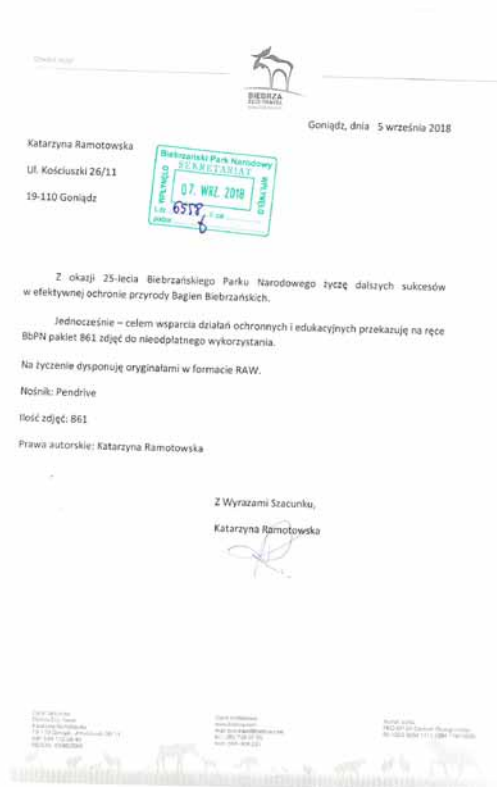 BIEBRZA
ECO-TRAVEL
Goniądz, dnia 5 września 2018
Katarzyna Ramotowska
Ul. Kościuszki 26/11
19-110 Goniądz
Biebrzański Park Narodowy
SEKRETARIAT
WPŁYNĘŁO
07. WRZ. 2018
WPŁYNĘŁO
L.dz. 6558
Z okazji 25-lecia Biebrzańskiego Parku Narodowego życzę dalszych sukcesów
w efektywnej ochronie przyrody Bagien Biebrzańskich.
Jednocześnie – celem wsparcia działań ochronnych i edukacyjnych przekazuję na ręce
BbPN pakiet 861 zdjęć do nieodpłatnego wykorzystania.
Na życzenie dysponuję oryginałami w formacie RAW.
Nośnik: Pendrive
Ilość zdjęć: 861
Prawa autorskie: Katarzyna Ramotowska
Z Wyrazami Szacunku,
Katarzyna Ramotowska